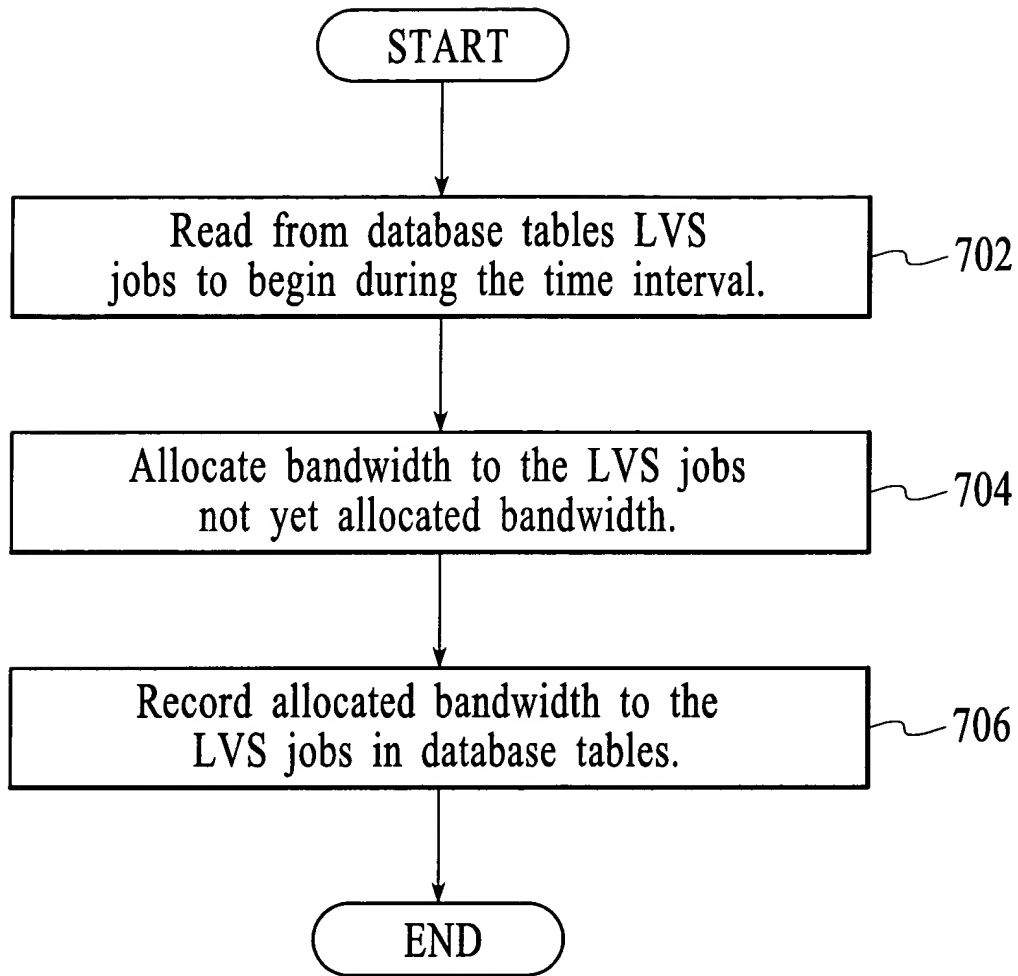 START
Read from database tables LVS
jobs to begin during the time interval.
702
Allocate bandwidth to the LVS jobs
not yet allocated bandwidth.
704
Record allocated bandwidth to the
LVS jobs in database tables.
706
END